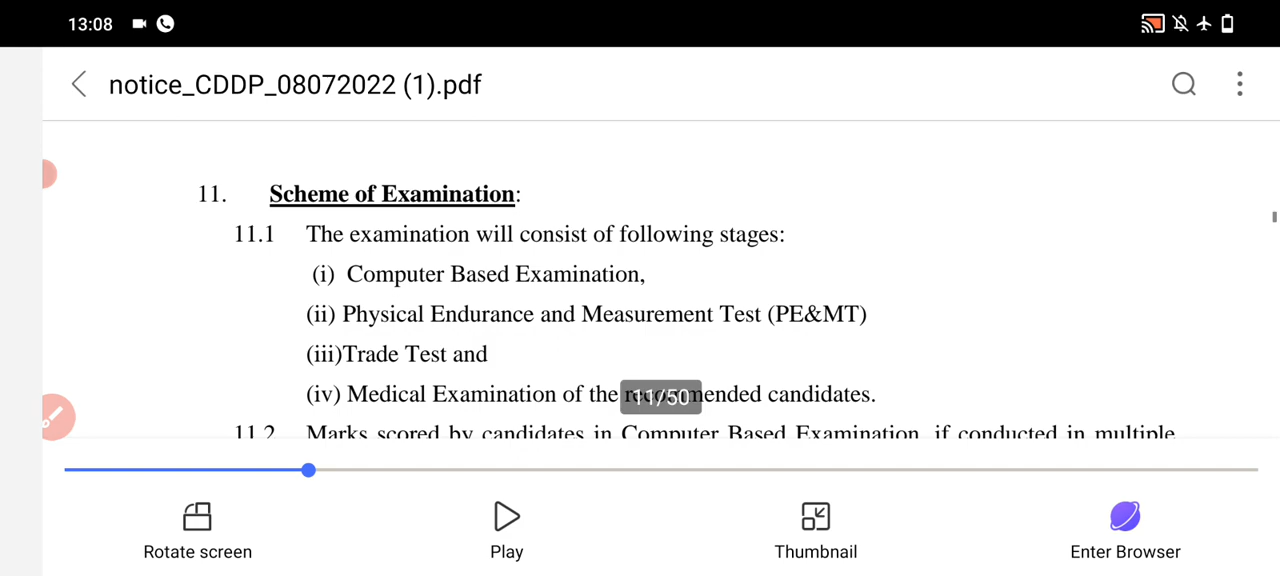 13:08
notice_CDDP_08072022 (1).pdf
11. Scheme of Examination:
11.1 The examination will consist of following stages:
(i) Computer Based Examination,
(ii) Physical Endurance and Measurement Test (PE&MT)
(iii)Trade Test and
(iv) Medical Examination of the recommended candidates.
11/50
11.2 Marks scored by candidates in Computer Based Examination, if conducted in multiple
Rotate screen
Play
Thumbnail
Enter Browser